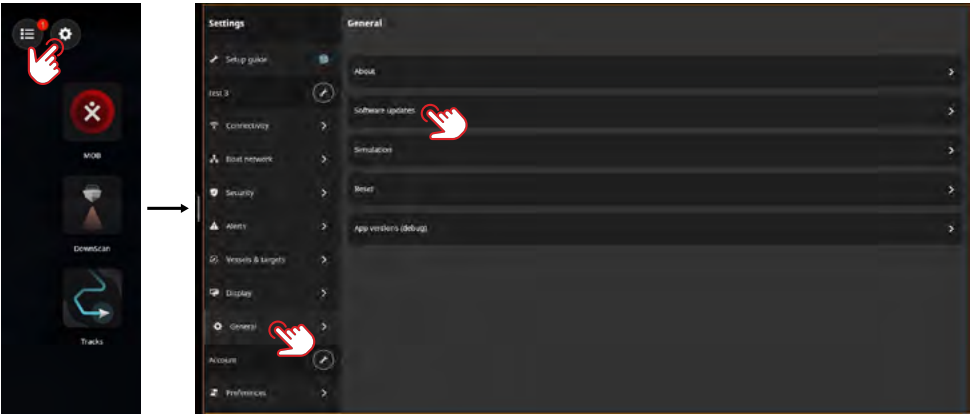 1
MOB
DownScan
Tracks
Settings
Setup guide
test 3
Connectivity
Boat network
Security
Alerts
Vessels & targets
Display
General
Account
Preferences
General
About
Software updates
Simulation
Reset
App versions (debug)